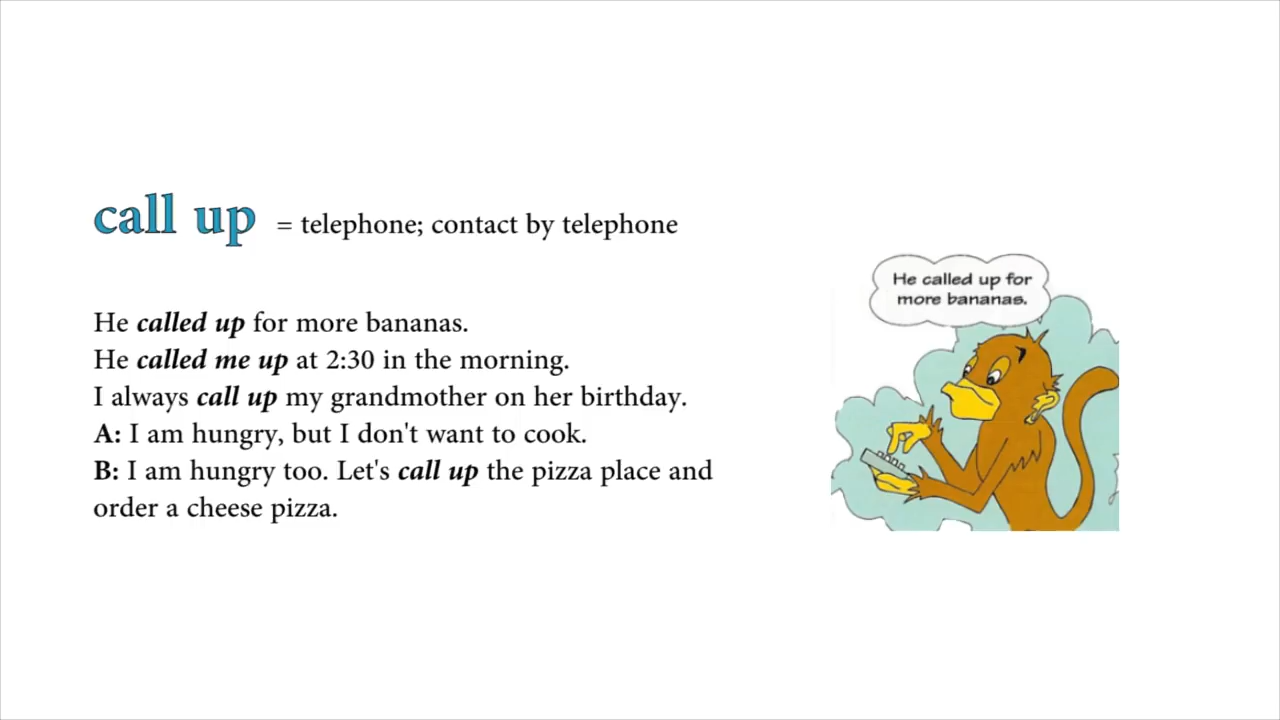 call up = telephone; contact by telephone
He called up for more bananas.
He called me up at 2:30 in the morning.
I always call up my grandmother on her birthday.
A: I am hungry, but I don't want to cook.
B: I am hungry too. Let's call up the pizza place and
order a cheese pizza.
He called up for
more bananas.